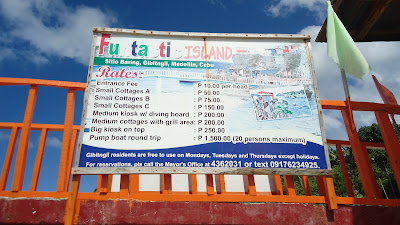 Funtastic ISLAND
Sitio Baring, Gibitngil, Medellin, Cebu
Rates:
Entrance Fee : P 10.00 per head
Small Cottages A : P 50.00
Small Cottages B : P 75.00
Small Cottages C : P 150.00
Medium Kiosk w/ diving board : P 200.00
Medium cottages with grill area : P 200.00
Big kiosk on top : P 250.00
Pump boat round trip : P 1,500.00 (20 persons maximum)
Gibitngil residents are free to use on Mondays, Tuesdays and Thursdays except holidays.
For reservations, pls call the Mayor's Office at 4362031 or text 09176234925.